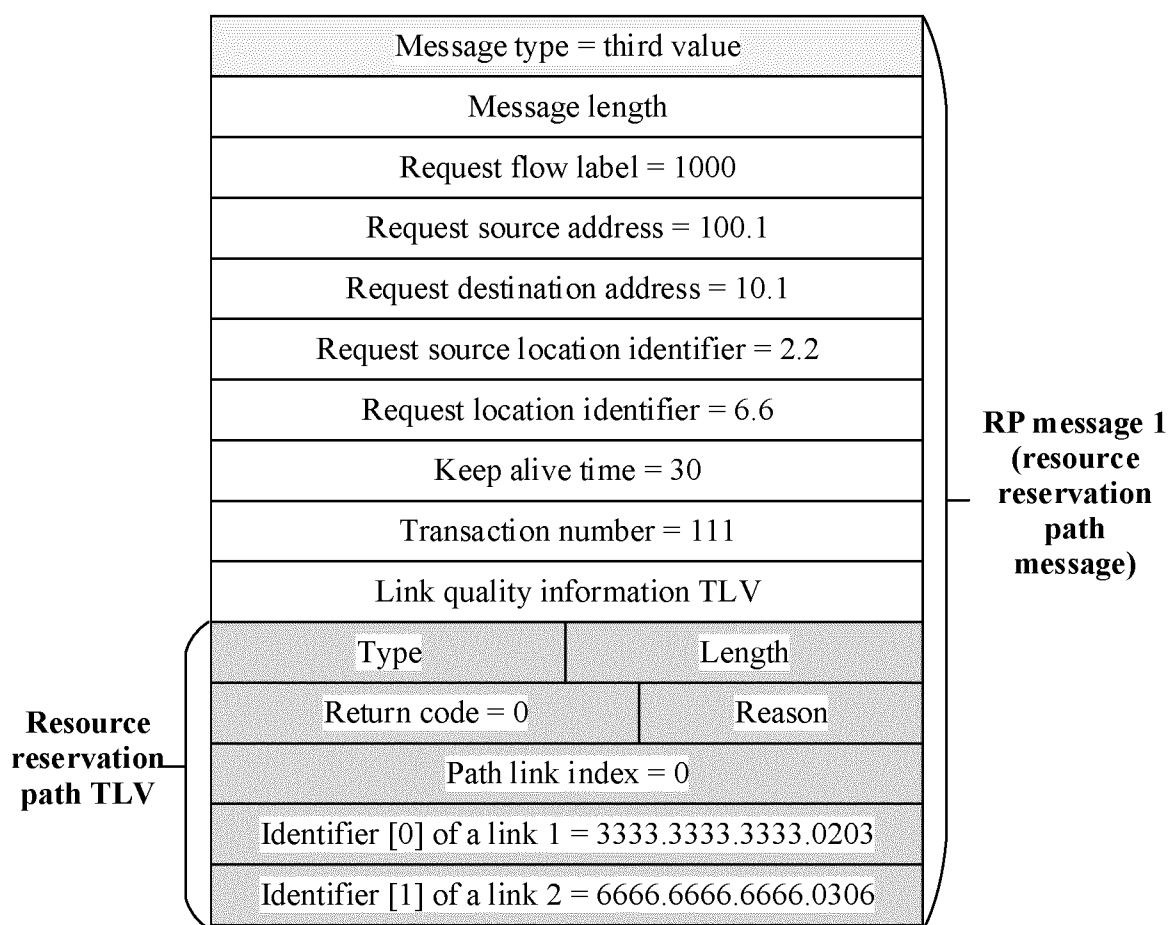 Message type = third value
Message length
Request flow label = 1000
Request source address = 100.1
Request destination address = 10.1
Request source location identifier = 2.2
Request location identifier = 6.6
Keep alive time = 30
Transaction number = 111
Link quality information TLV
Type
Length
Return code = 0
Reason
Path link index = 0
Identifier [0] of a link 1 = 3333.3333.3333.0203
Identifier [1] of a link 2 = 6666.6666.6666.0306
Resource
reservation
path TLV
RP message 1
(resource
reservation
path
message)